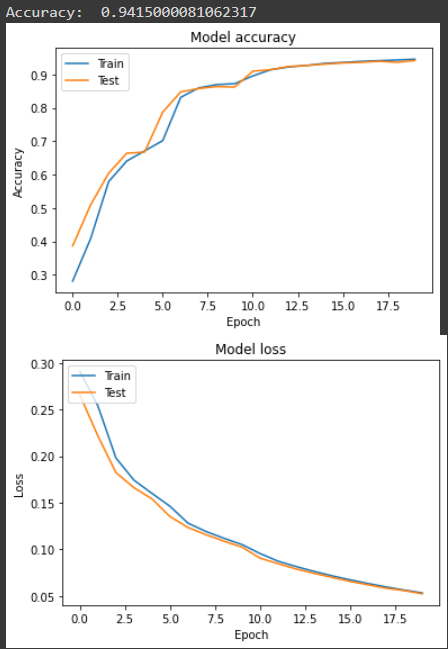 Accuracy:  0.9415000081062317
Model accuracy
Train
Test
0.9
0.8
0.7
0.6
0.5
0.4
0.3
Accuracy
0.0 2.5 5.0 7.5 10.0 12.5 15.0 17.5
Epoch
Model loss
Train
Test
0.30
0.25
0.20
0.15
0.10
0.05
Loss
0.0 2.5 5.0 7.5 10.0 12.5 15.0 17.5
Epoch